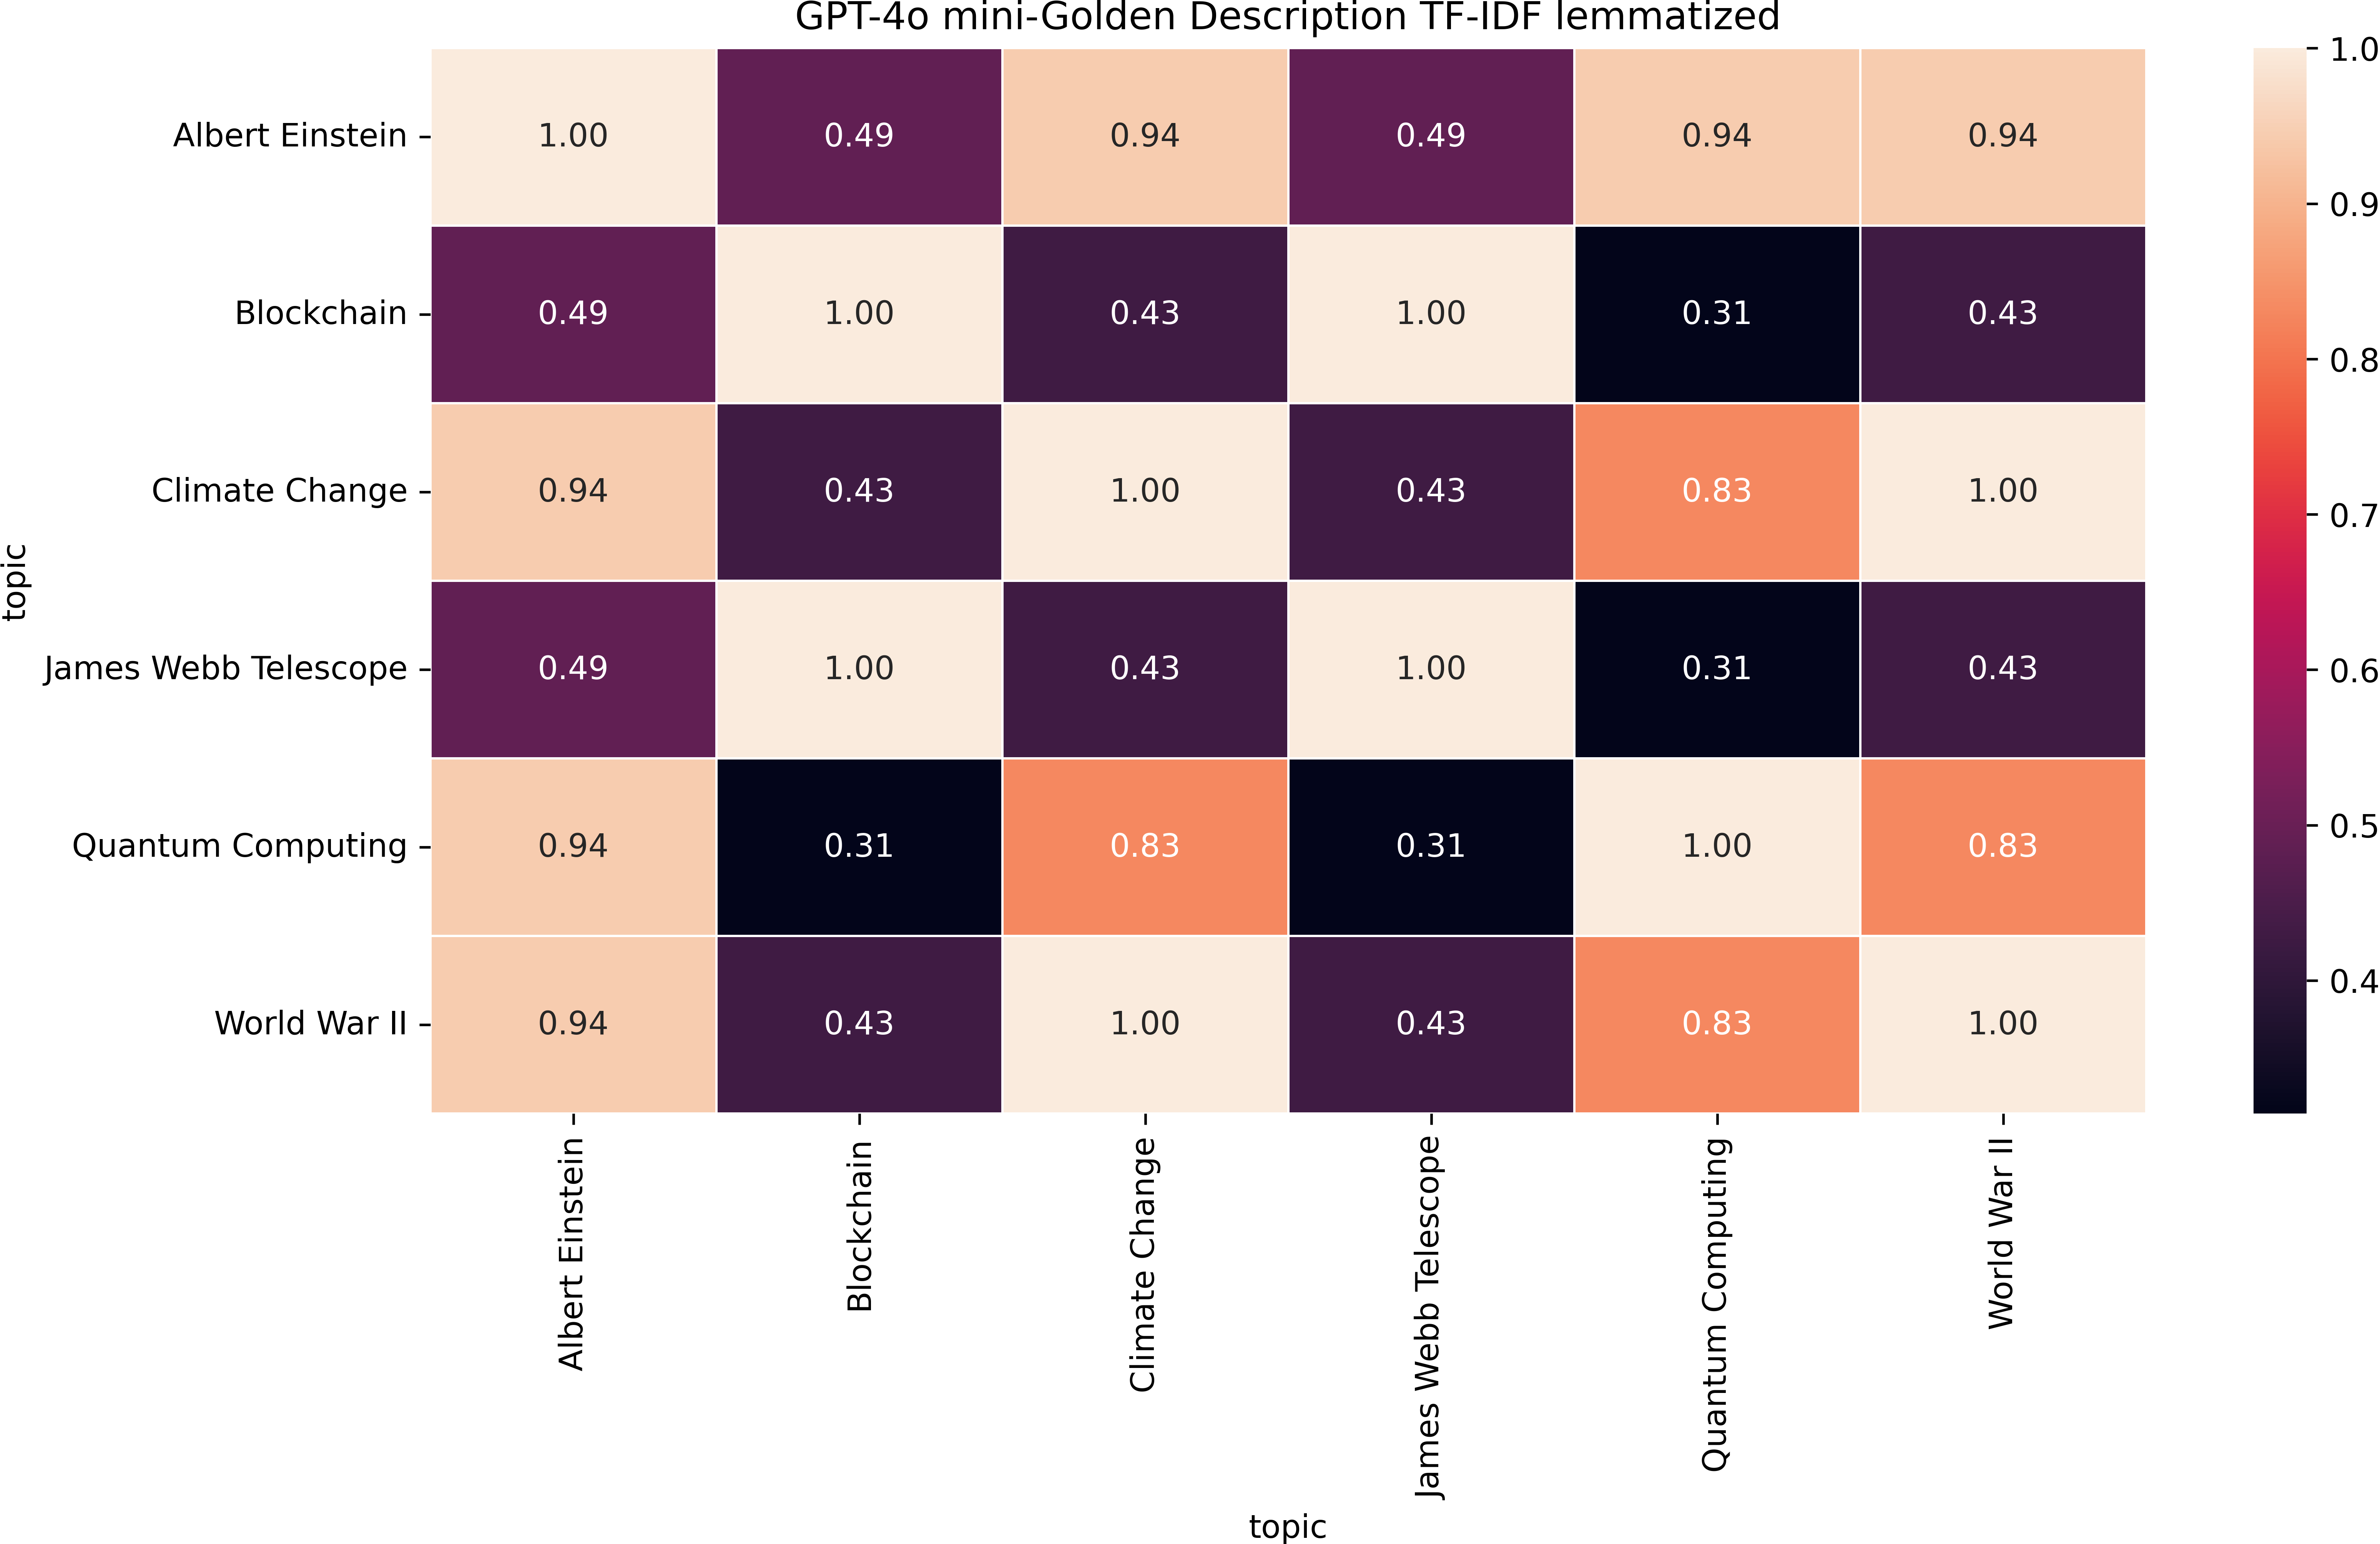 GPT-4o mini-Golden Description TF-IDF lemmatized
Albert Einstein 1.00 0.49 0.94 0.49 0.94 0.94
Blockchain 0.49 1.00 0.43 1.00 0.31 0.43
Climate Change 0.94 0.43 1.00 0.43 0.83 1.00
James Webb Telescope 0.49 1.00 0.43 1.00 0.31 0.43
Quantum Computing 0.94 0.31 0.83 0.31 1.00 0.83
World War II 0.94 0.43 1.00 0.43 0.83 1.00
topic
Albert Einstein
Blockchain
Climate Change
James Webb Telescope
Quantum Computing
World War II
topic
1.0
0.9
0.8
0.7
0.6
0.5
0.4